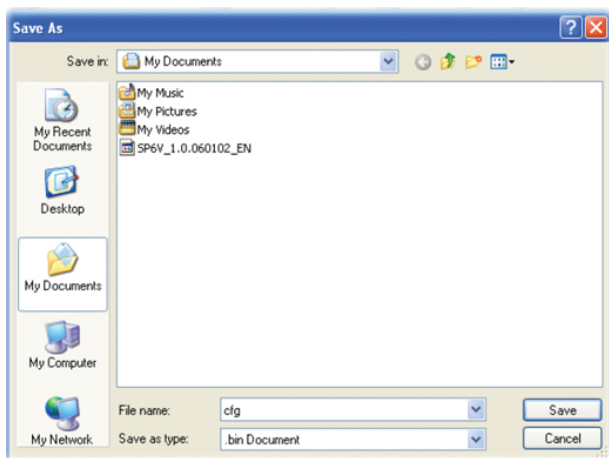 Save As
Save in:
My Documents
My Recent
Documents
Desktop
My Documents
My Computer
My Network
My Music
My Pictures
My Videos
SP6V_1.0.060102_EN
File name:
cfg
Save
Save as type:
.bin Document
Cancel